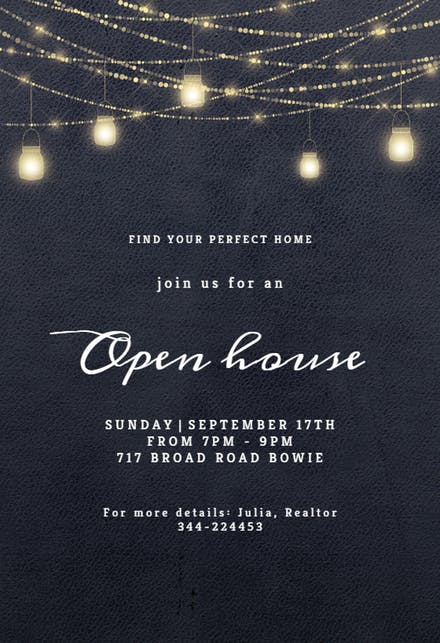 FIND YOUR PERFECT HOME
join us for an
Open house
SUNDAY | SEPTEMBER 17TH
FROM 7PM - 9PM
717 BROAD ROAD BOWIE
For more details: Julia, Realtor
344-224453